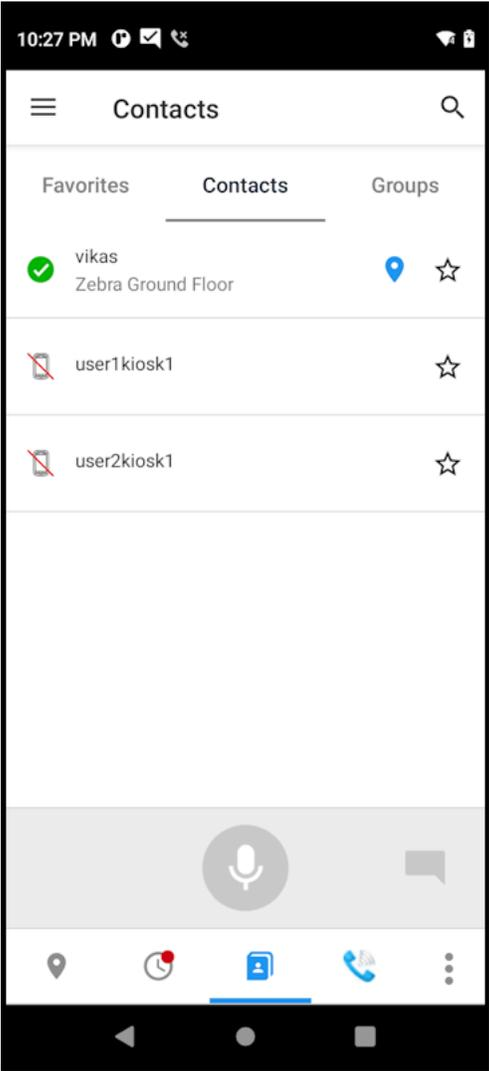 10:27 PM
Contacts
Favorites Contacts Groups
vikas
Zebra Ground Floor
user1kiosk1
user2kiosk1